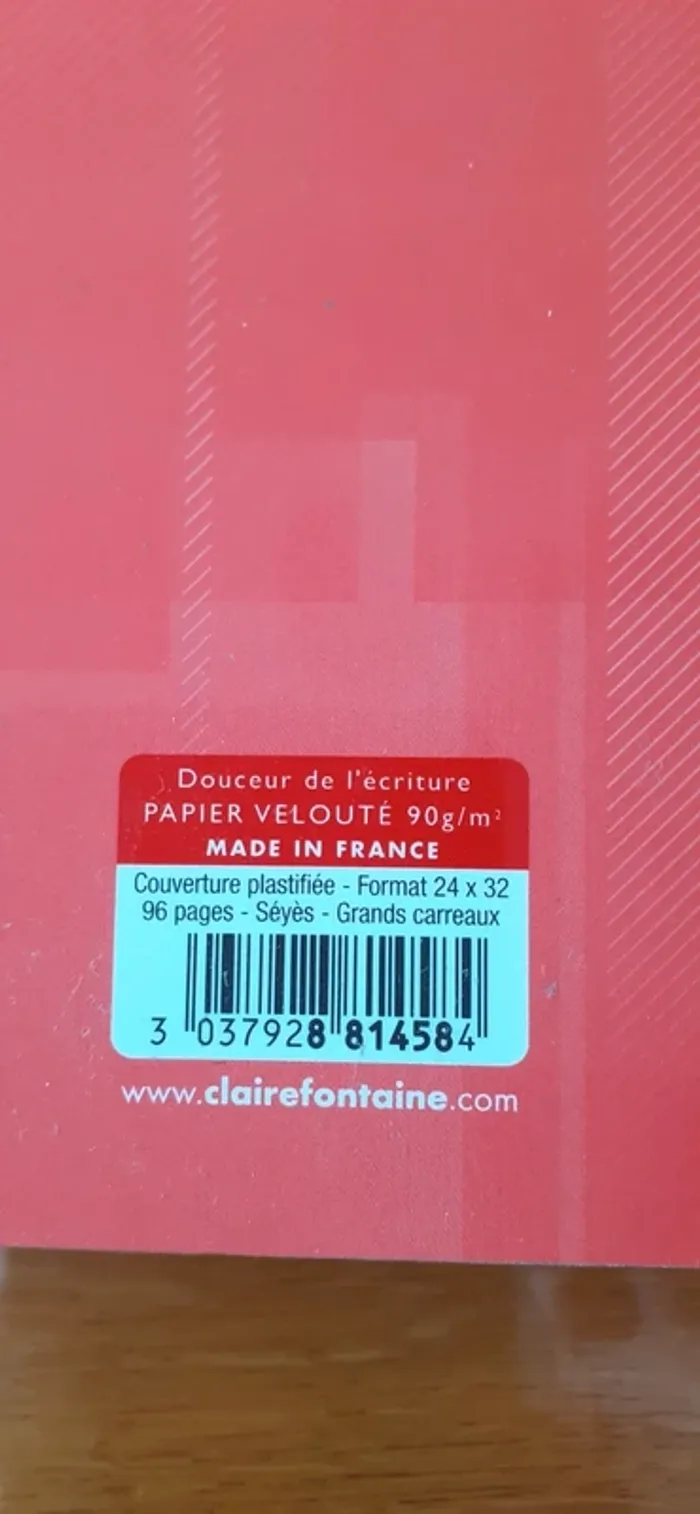 Douceur de l'écriture
PAPIER VELOUTÉ 90g/m²
MADE IN FRANCE
Couverture plastifiée - Format 24 x 32
96 pages - Séyès - Grands carreaux
3 037928 814584
www.clairefontaine.com